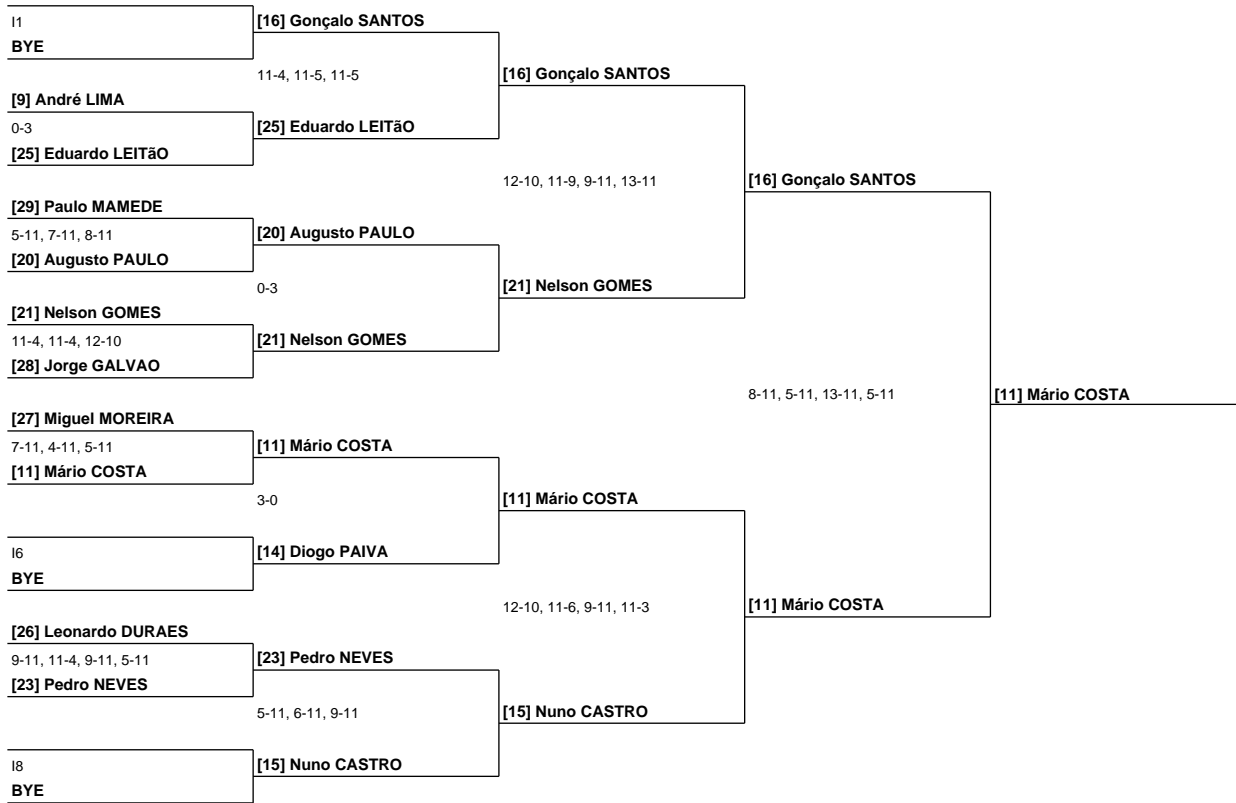 I1
BYE
[9] André LIMA
0-3
[25] Eduardo LEITãO
[29] Paulo MAMEDE
5-11, 7-11, 8-11
[20] Augusto PAULO
[21] Nelson GOMES
11-4, 11-4, 12-10
[28] Jorge GALVAO
[27] Miguel MOREIRA
7-11, 4-11, 5-11
[11] Mário COSTA
I6
BYE
[26] Leonardo DURAES
9-11, 11-4, 9-11, 5-11
[23] Pedro NEVES
I8
BYE
[16] Gonçalo SANTOS
11-4, 11-5, 11-5
[25] Eduardo LEITãO
[20] Augusto PAULO
0-3
[21] Nelson GOMES
[11] Mário COSTA
3-0
[14] Diogo PAIVA
[23] Pedro NEVES
5-11, 6-11, 9-11
[15] Nuno CASTRO
[16] Gonçalo SANTOS
12-10, 11-9, 9-11, 13-11
[21] Nelson GOMES
[11] Mário COSTA
12-10, 11-6, 9-11, 11-3
[15] Nuno CASTRO
[16] Gonçalo SANTOS
8-11, 5-11, 13-11, 5-11
[11] Mário COSTA
[11] Mário COSTA